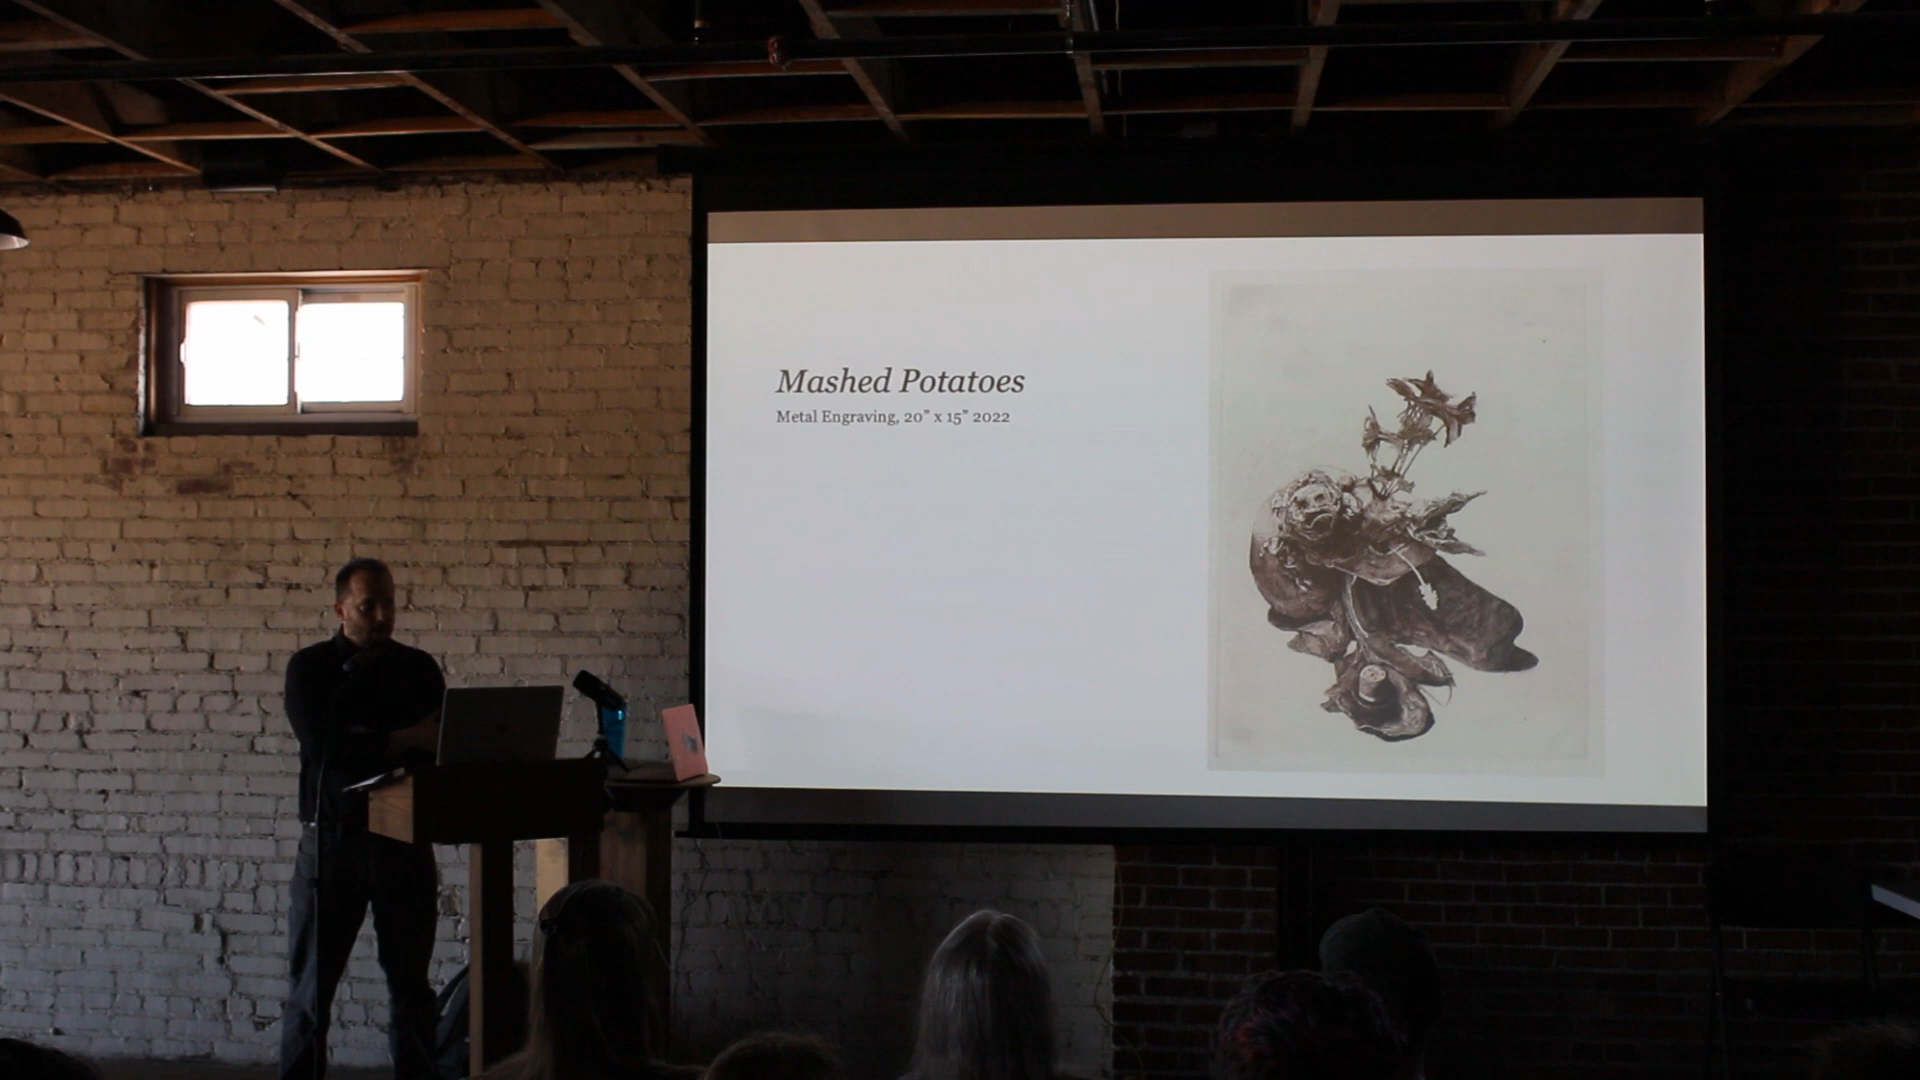 Mashed Potatoes
Metal Engraving, 20” x 15” 2022